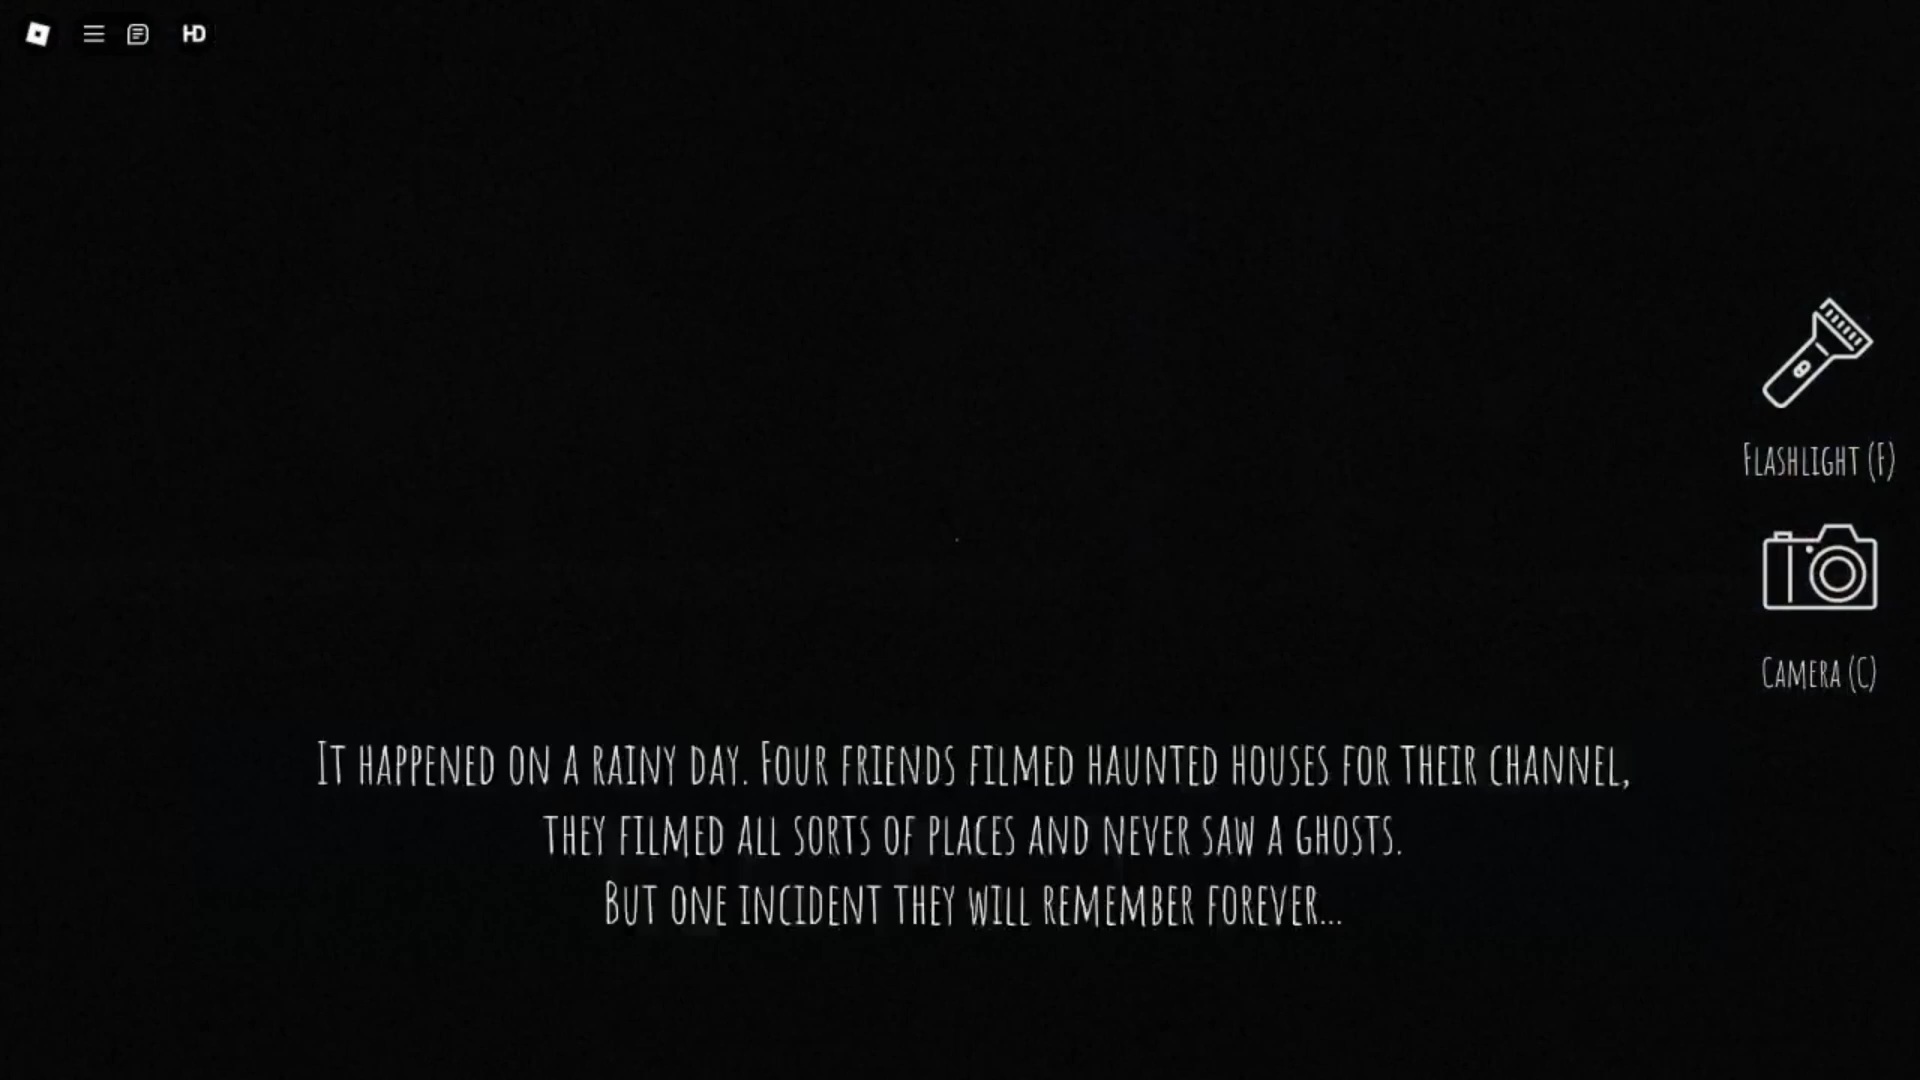 HD
FLASHLIGHT (F)
CAMERA (C)
IT HAPPENED ON A RAINY DAY. FOUR FRIENDS FILMED HAUNTED HOUSES FOR THEIR CHANNEL,
THEY FILMED ALL SORTS OF PLACES AND NEVER SAW A GHOSTS.
BUT ONE INCIDENT THEY WILL REMEMBER FOREVER...